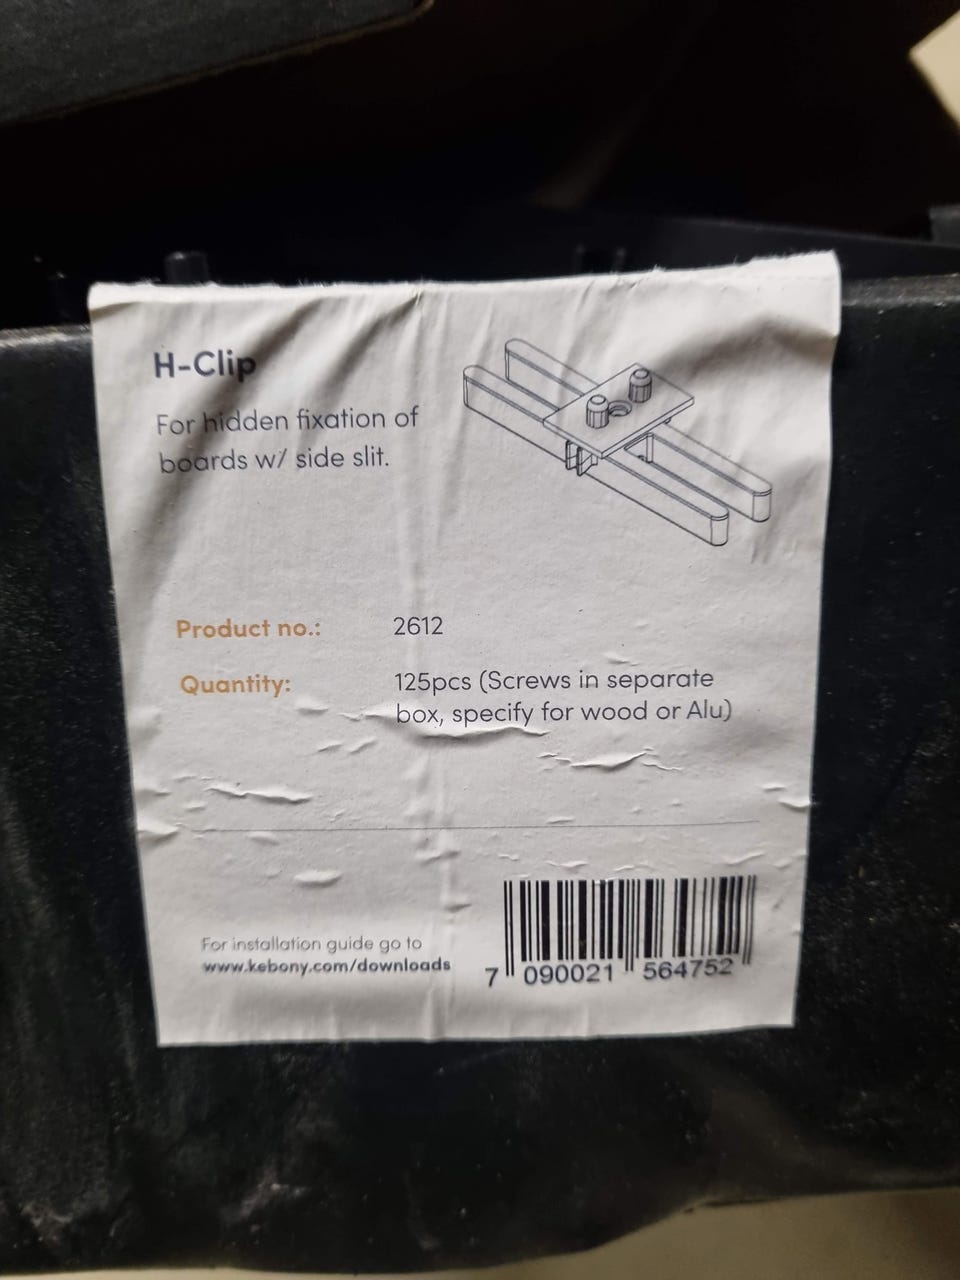 H-Clip
For hidden fixation of
boards w/ side slit.
Product no.: 2612
Quantity: 125pcs (Screws in separate
box, specify for wood or Alu)
For installation guide go to
www.kebony.com/downloads
7 090021 564752